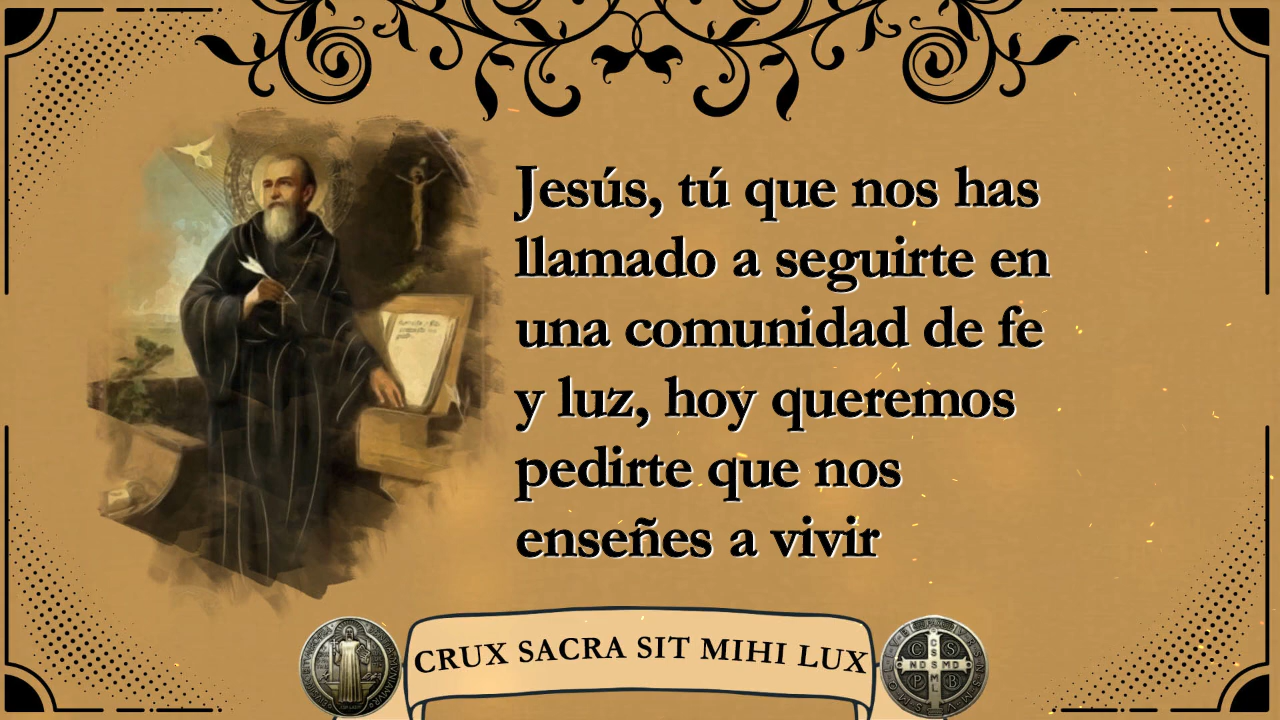 Jesús, tú que nos has
llamado a seguirte en
una comunidad de fe
y luz, hoy queremos
pedirte que nos
enseñes a vivir
CRUX SACRA SIT MIHI LUX
C S
N D S M D
P B